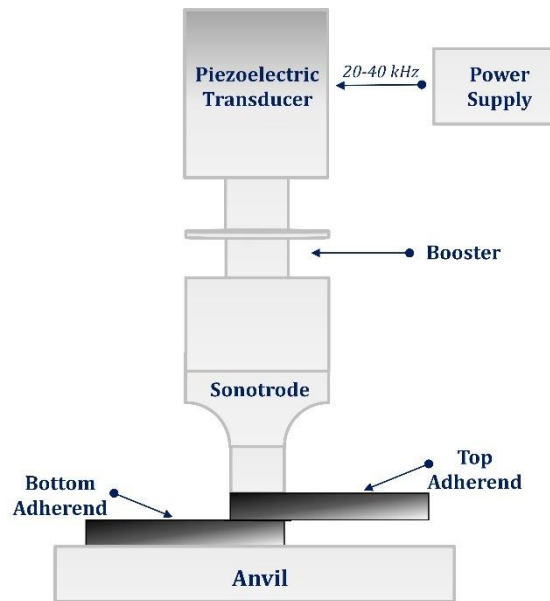 Piezoelectric
Transducer
20-40 kHz
Power
Supply
Booster
Sonotrode
Bottom
Adherend
Top
Adherend
Anvil